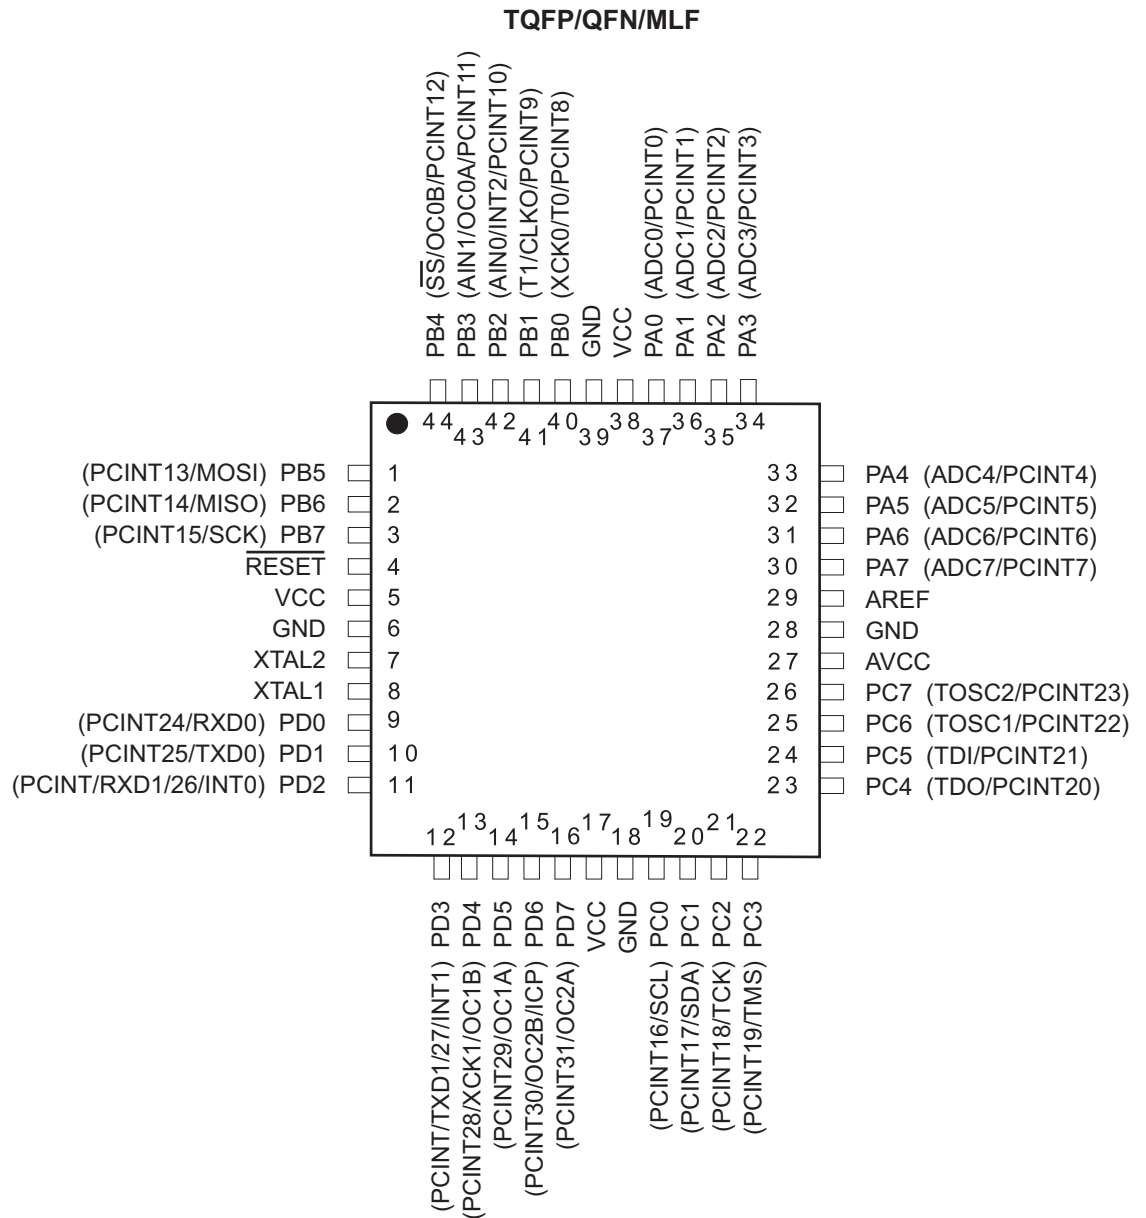 TQFP/QFN/MLF
PB4 (SS/OC0B/PCINT12)
PB3 (AIN1/OC0A/PCINT11)
PB2 (AIN0/INT2/PCINT10)
PB1 (T1/CLKO/PCINT9)
PB0 (XCK0/T0/PCINT8)
GND
VCC
PA0 (ADC0/PCINT0)
PA1 (ADC1/PCINT1)
PA2 (ADC2/PCINT2)
PA3 (ADC3/PCINT3)
44
43
42
41
40
39
38
37
36
35
34
(PCINT13/MOSI) PB5 1
(PCINT14/MISO) PB6 2
(PCINT15/SCK) PB7 3
RESET 4
VCC 5
GND 6
XTAL2 7
XTAL1 8
(PCINT24/RXD0) PD0 9
(PCINT25/TXD0) PD1 10
(PCINT/RXD1/26/INT0) PD2 11
33 PA4 (ADC4/PCINT4)
32 PA5 (ADC5/PCINT5)
31 PA6 (ADC6/PCINT6)
30 PA7 (ADC7/PCINT7)
29 AREF
28 GND
27 AVCC
26 PC7 (TOSC2/PCINT23)
25 PC6 (TOSC1/PCINT22)
24 PC5 (TDI/PCINT21)
23 PC4 (TDO/PCINT20)
12
13
14
15
16
17
18
19
20
21
22
(PCINT/TXD1/27/INT1) PD3
(PCINT28/XCK1/OC1B) PD4
(PCINT29/OC1A) PD5
(PCINT30/OC2B/ICP) PD6
(PCINT31/OC2A) PD7
VCC
GND
(PCINT16/SCL) PC0
(PCINT17/SDA) PC1
(PCINT18/TCK) PC2
(PCINT19/TMS) PC3